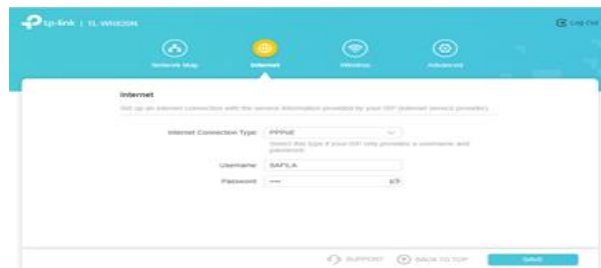 tp-link | TL-WR820N
Log Out
Network Map Internet Wireless Advanced
Internet
Set up an internet connection with the service information provided by your ISP (internet service provider).
Internet Connection Type: PPPoE
Select this type if your ISP only provides a username and
password.
Username:
Password: ••••
SUPPORT BACK TO TOP SAVE